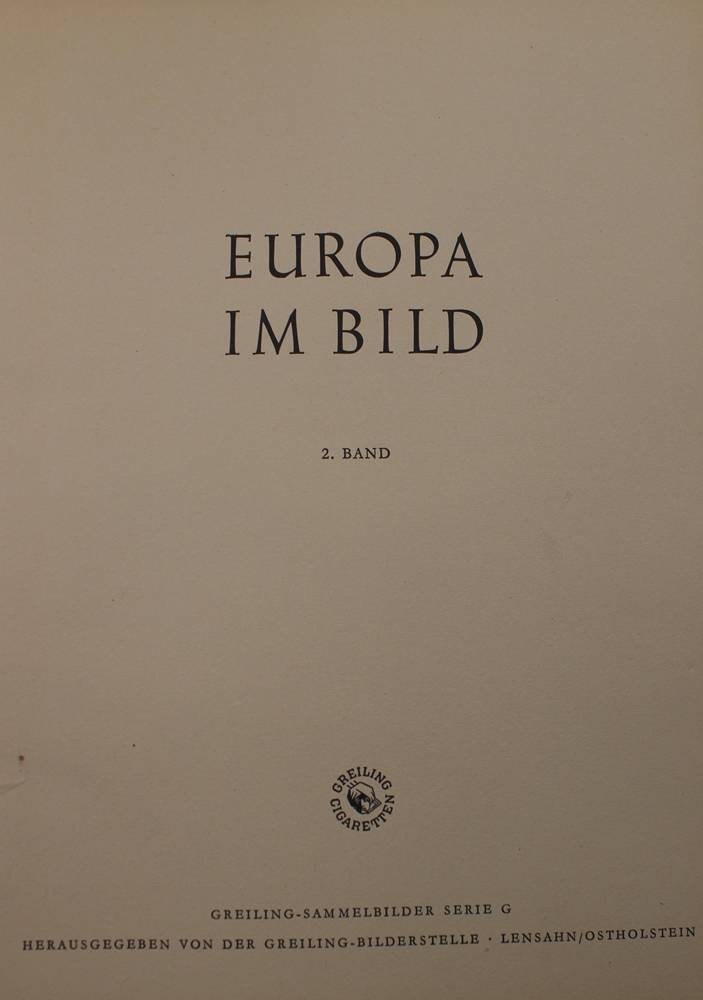 EUROPA
IM BILD
2. BAND
GREILING
CIGARETTEN
GREILING-SAMMELBILDER SERIE G
HERAUSGEGEBEN VON DER GREILING-BILDERSTELLE · LENSAHN/OSTHOLSTEIN